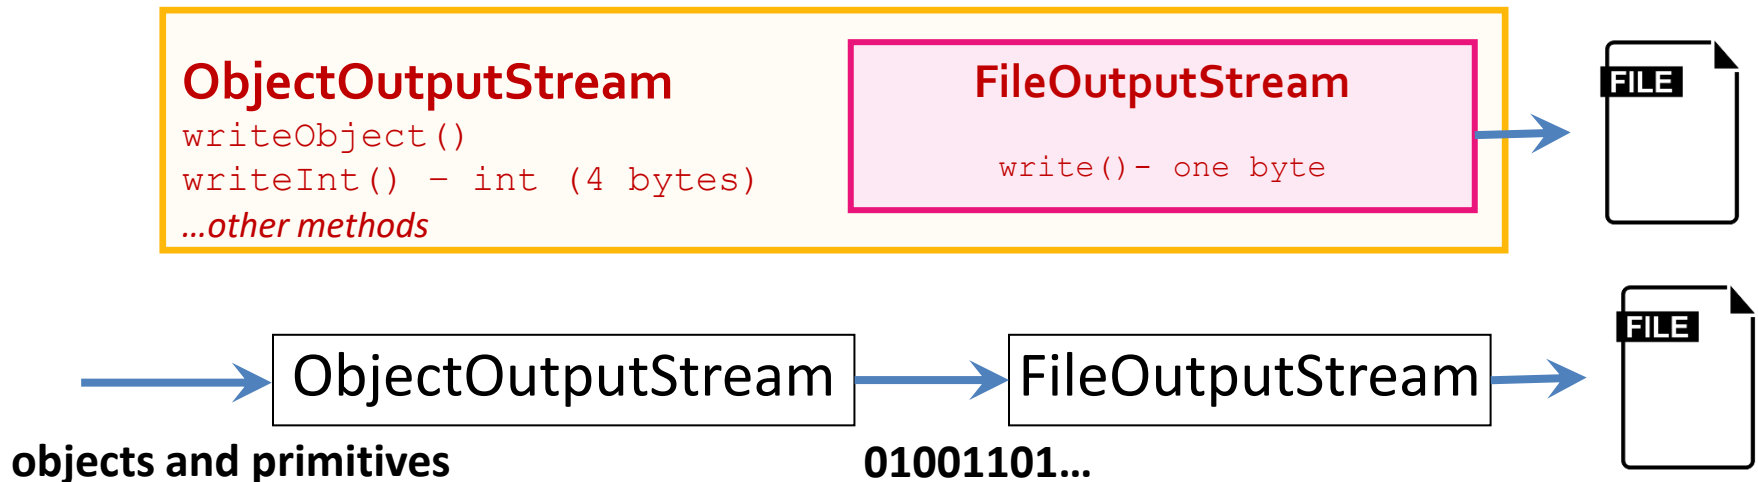 ObjectOutputStream
writeObject()
writeInt() – int (4 bytes)
…other methods
FileOutputStream
write()- one byte
FILE
ObjectOutputStream
FileOutputStream
FILE
objects and primitives
01001101…